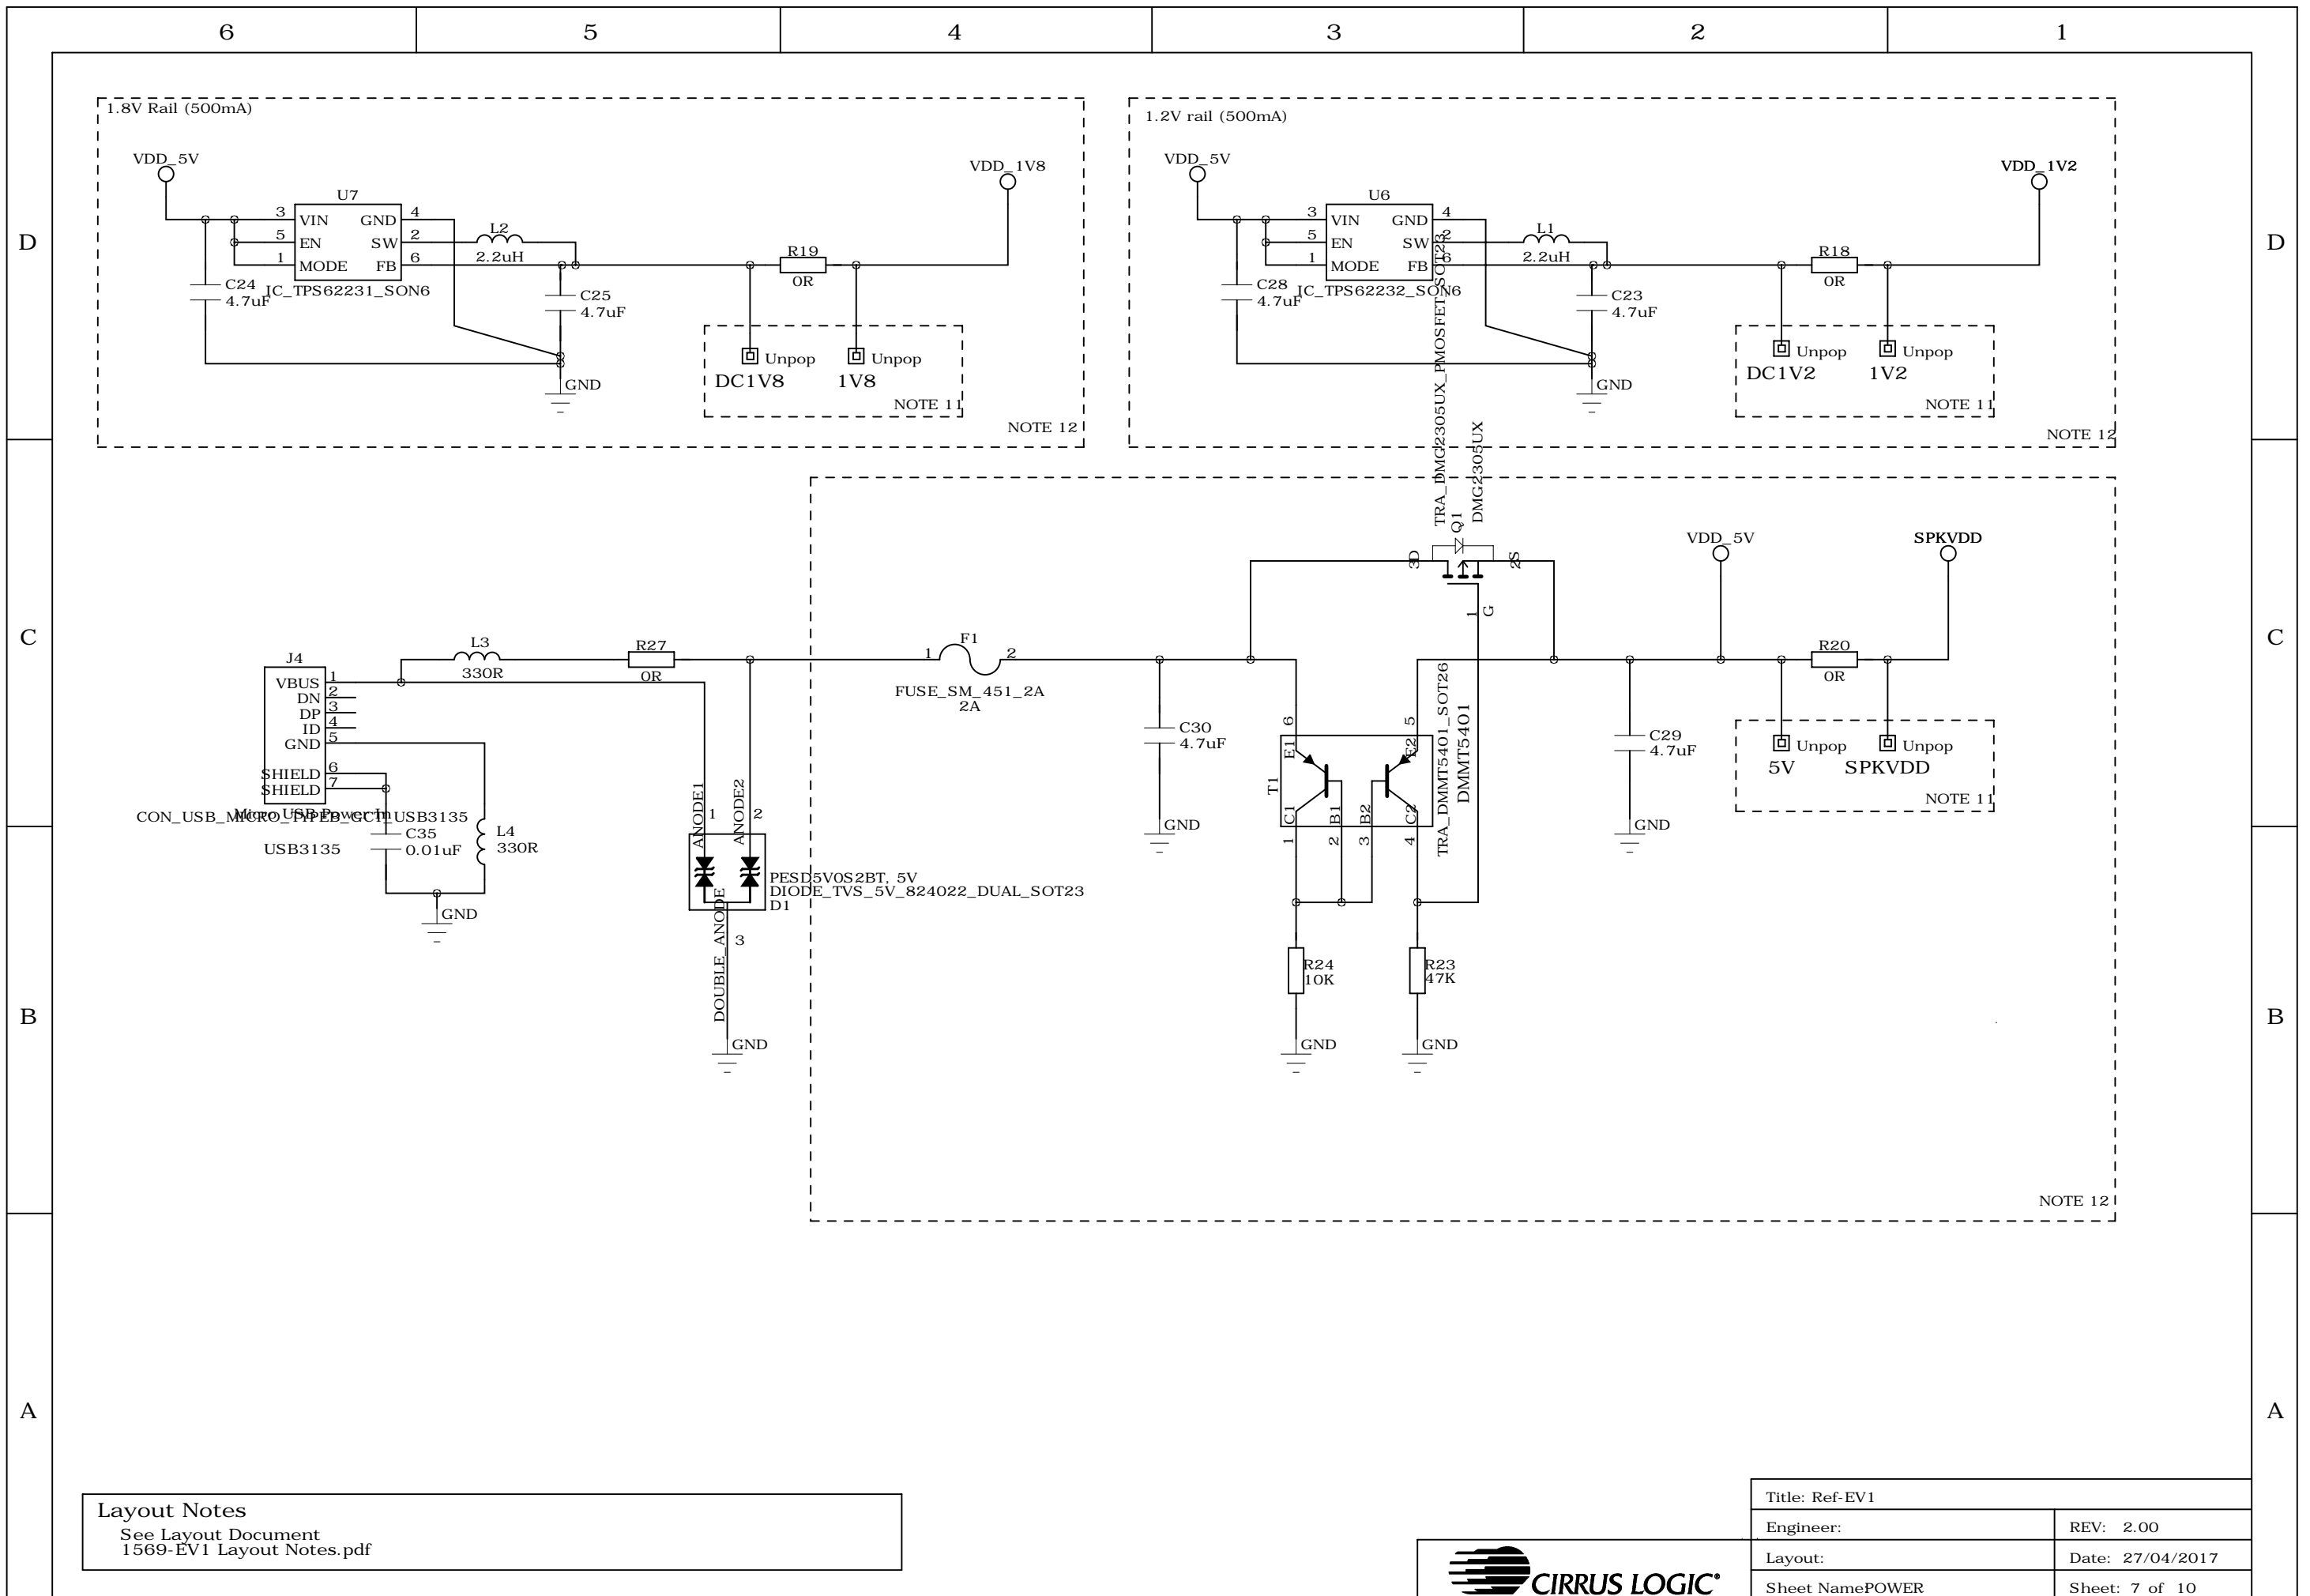 6 5 4 3 2 1
D
D
1.8V Rail (500mA)
VDD_5V
VDD_1V8
U7
3 VIN GND 4
5 EN SW 2
1 MODE FB 6
IC_TPS62231_SON6
C24
4.7uF
L2
2.2uH
C25
4.7uF
R19
0R
Unpop
Unpop
DC1V8
1V8
GND
NOTE 11
NOTE 12
1.2V rail (500mA)
VDD_5V
VDD_1V2
U6
3 VIN GND 4
5 EN SW 2
1 MODE FB 6
IC_TPS62232_SON6
C28
4.7uF
L1
2.2uH
C23
4.7uF
R18
0R
Unpop
Unpop
DC1V2
1V2
GND
NOTE 11
NOTE 12
C
C
TRA_DMG2305UX_PMOSFET_SOT23
Q1
DMG2305UX
3D
2S
1
G
VDD_5V
SPKVDD
J4
VBUS 1
DN 2
DP 3
ID 4
GND 5
SHIELD 6
SHIELD 7
Micro USB Power In
CON_USB_MICRO_TYPEB_GCT_USB3135
USB3135
L3
330R
R27
0R
C35
0.01uF
L4
330R
GND
F1
1 2
FUSE_SM_451_2A
2A
ANODE1
1
ANODE2
2
PESD5V0S2BT, 5V
DIODE_TVS_5V_824022_DUAL_SOT23
D1
DOUBLE_ANODE
3
GND
C30
4.7uF
GND
T1
E1 6
E2 5
C1 1
B1 2
B2 3
C2 4
TRA_DMMT5401_SOT26
DMMT5401
R24
10K
GND
R23
47K
GND
C29
4.7uF
GND
R20
0R
Unpop
Unpop
5V
SPKVDD
NOTE 11
NOTE 12
B
B
A
A
Layout Notes
See Layout Document
1569-EV1 Layout Notes.pdf
CIRRUS LOGIC®
Title: Ref-EV1
Engineer:
REV: 2.00
Layout:
Date: 27/04/2017
Sheet NamePOWER
Sheet: 7 of 10